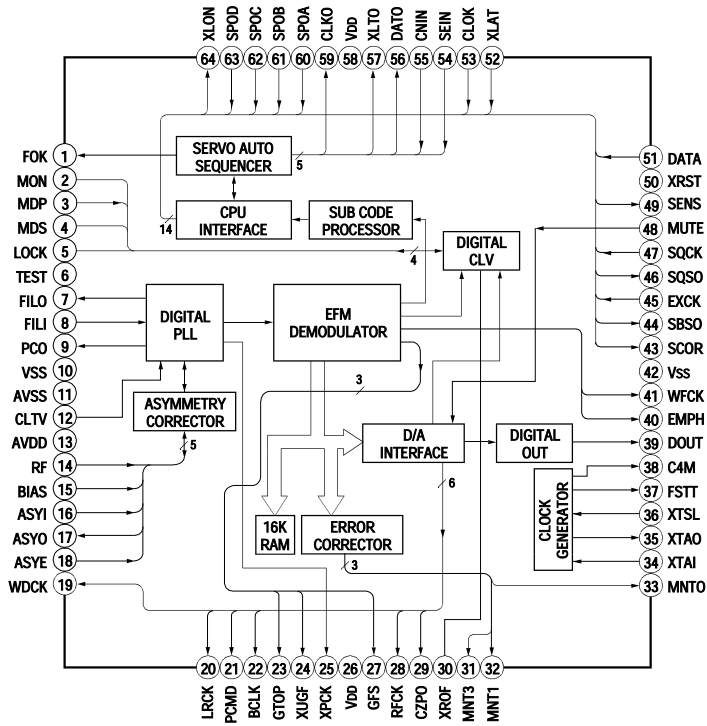 XLON
SPOD
SPOC
SPOB
SPOA
CLKO
VDD
XLTO
DATO
CNIN
SEIN
CLOK
XLAT
64 63 62 61 60 59 58 57 56 55 54 53 52
FOK 1
MON 2
MDP 3
MDS 4
LOCK 5
TEST 6
FILO 7
FILI 8
PCO 9
VSS 10
AVSS 11
CLTV 12
AVDD 13
RF 14
BIAS 15
ASYI 16
ASYO 17
ASYE 18
WDCK 19
SERVO AUTO
SEQUENCER
5
CPU
INTERFACE
14
SUB CODE
PROCESSOR
DIGITAL
CLV
4
DIGITAL
PLL
EFM
DEMODULATOR
3
ASYMMETRY
CORRECTOR
5
D/A
INTERFACE
6
DIGITAL
OUT
16K
RAM
ERROR
CORRECTOR
3
CLOCK
GENERATOR
51 DATA
50 XRST
49 SENS
48 MUTE
47 SQCK
46 SQSO
45 EXCK
44 SBSO
43 SCOR
42 VSS
41 WFCK
40 EMPH
39 DOUT
38 C4M
37 FSTT
36 XTSL
35 XTAO
34 XTAI
33 MNTO
20 21 22 23 24 25 26 27 28 29 30 31 32
LRCK
PCMD
BCLK
GTOP
XUGF
XPCK
VDD
GFS
RFCK
CZPO
XROF
MNT3
MNT1